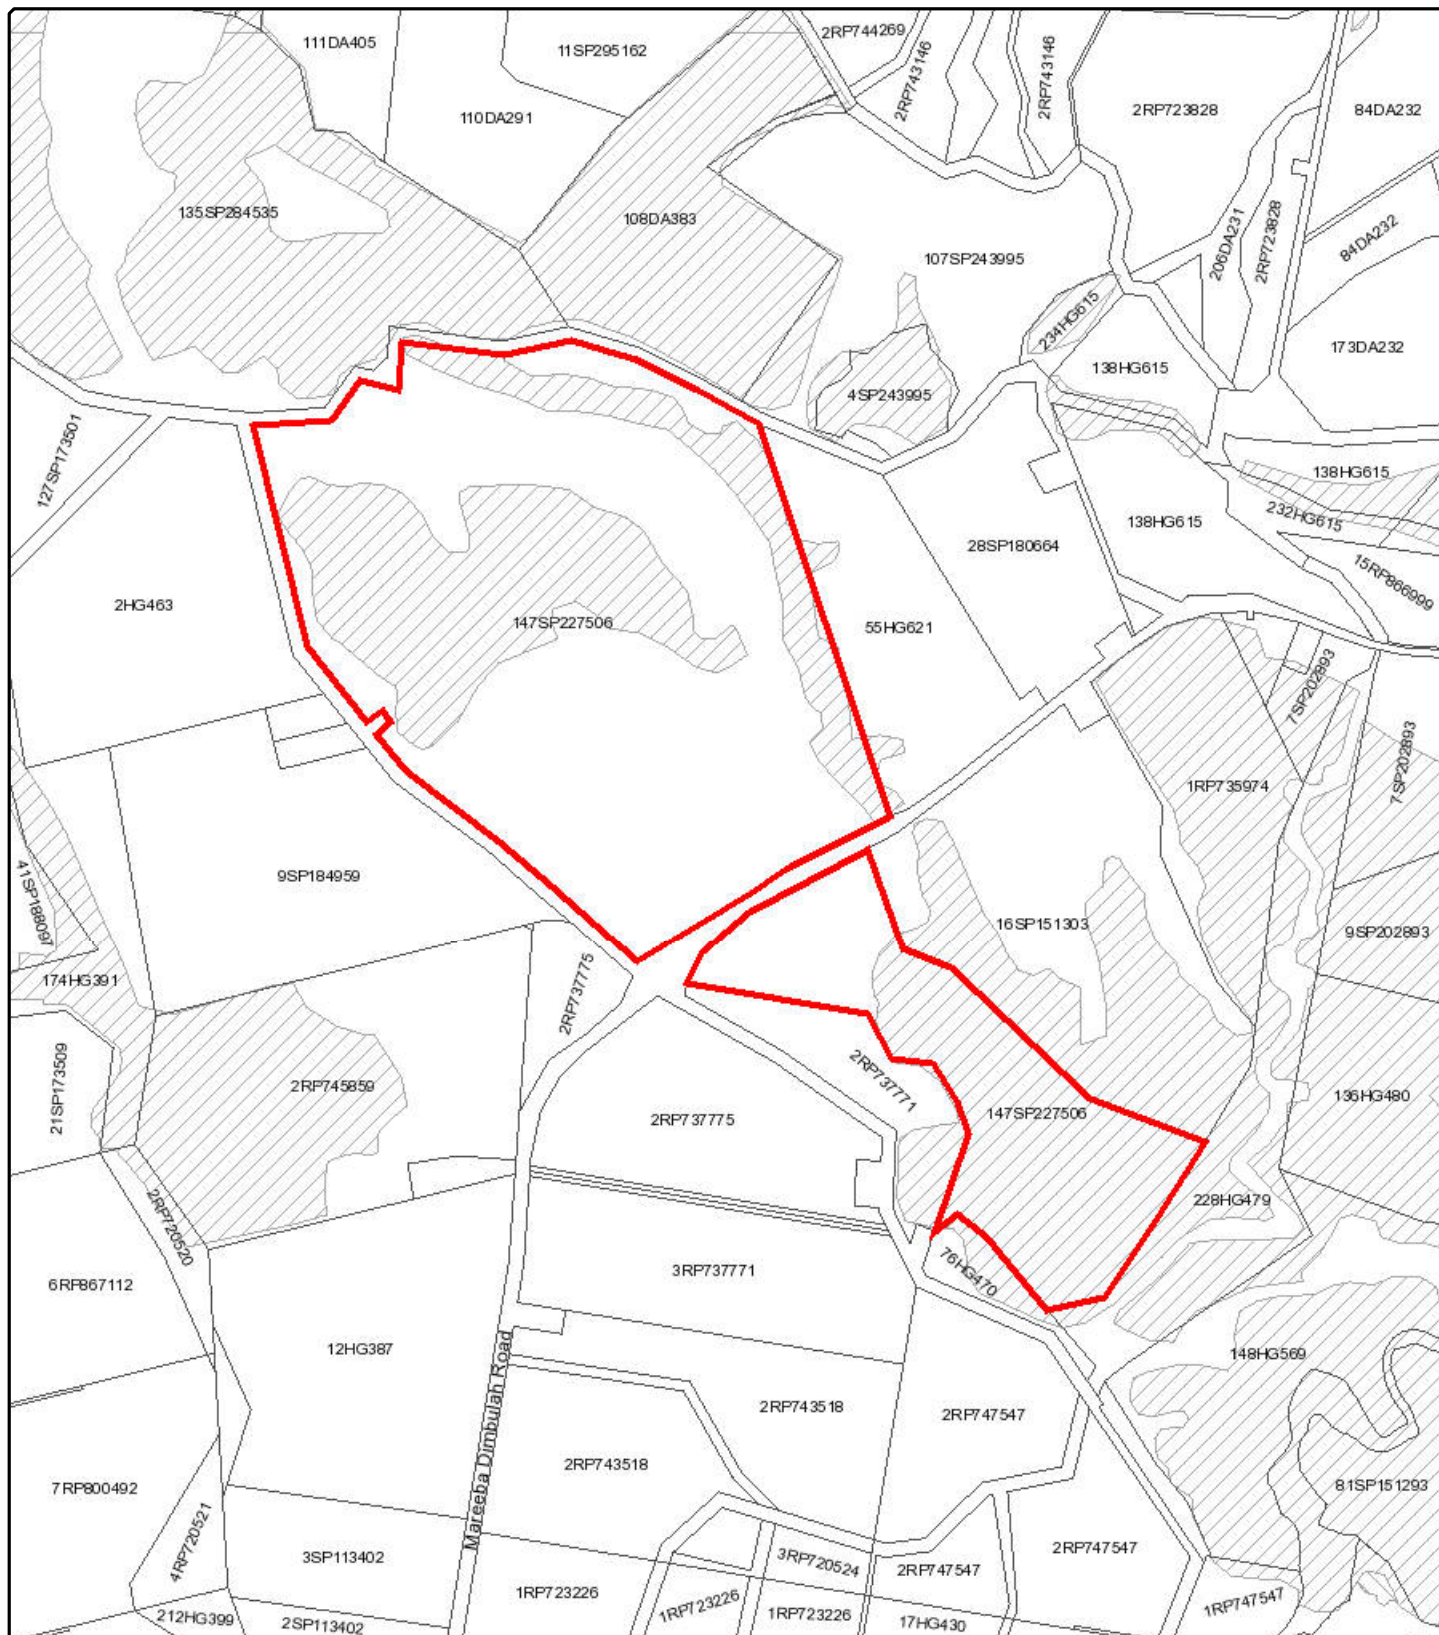 111DA405
11SP295162
2RP744269
2RP743146
2RP743146
2RP723828
84DA232
110DA291
135SP284535
108DA383
107SP243995
206DA231
2RP723828
84DA232
234HG615
173DA232
138HG615
4SP243995
127SP173501
138HG615
232HG615
138HG615
28SP180664
15RP866999
2HG463
147SP227506
55HG621
7SP202893
7SP202893
1RP735974
9SP184959
41SP188097
16SP151303
9SP202893
174HG391
2RP737775
21SP173509
2RP745859
2RP737771
147SP227506
136HG480
2RP737775
2RP720520
228HG479
6RP867112
3RP737771
76HG470
12HG387
148HG569
Mareeba Dimbulah Road
2RP743518
2RP747547
2RP743518
7RP800492
81SP151293
4RP720521
3SP113402
3RP720524
2RP747547
2RP747547
1RP723226
1RP723226
1RP723226
1RP747547
212HG399
2SP113402
17HG430